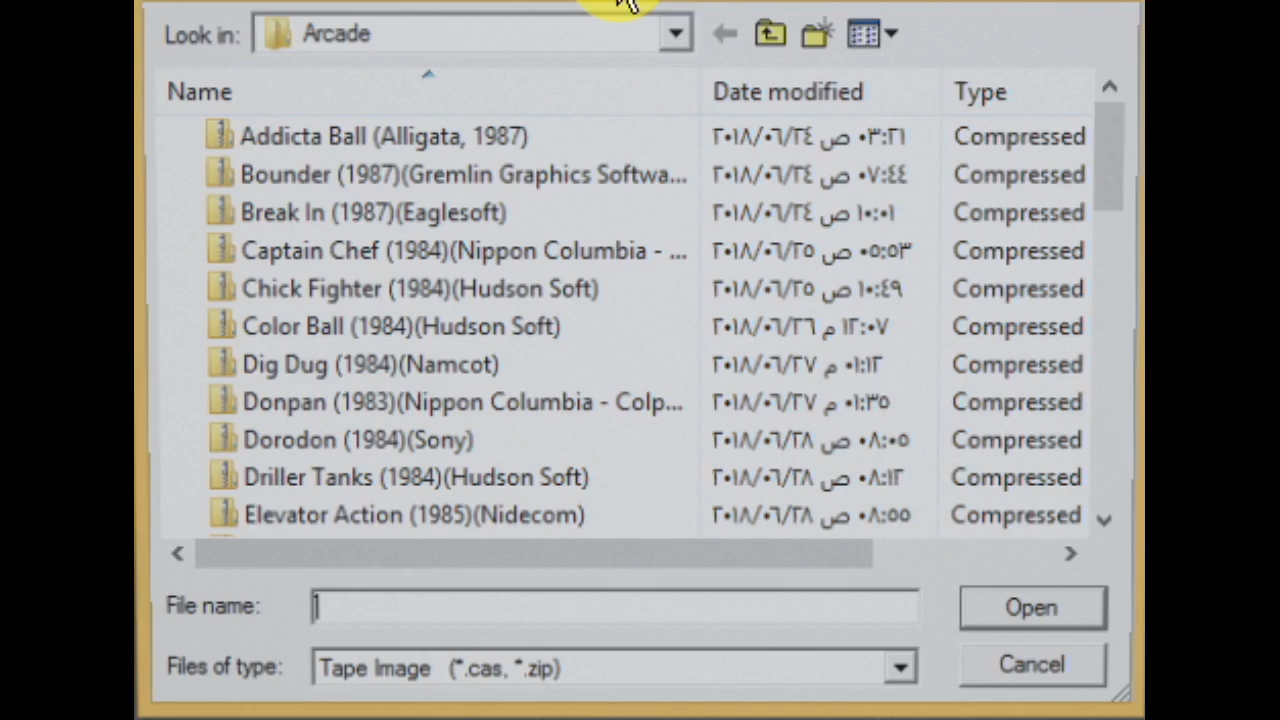 Look in: Arcade
Name Date modified Type
Addicta Ball (Alligata, 1987) ٢٠١٨/٠٦/٢٤ ص ٠٣:٢١ Compressed
Bounder (1987)(Gremlin Graphics Softwa... ٢٠١٨/٠٦/٢٤ ص ٠٧:٤٤ Compressed
Break In (1987)(Eaglesoft) ٢٠١٨/٠٦/٢٤ ص ١٠:٠١ Compressed
Captain Chef (1984)(Nippon Columbia - ... ٢٠١٨/٠٦/٢٥ ص ٠٥:٥٣ Compressed
Chick Fighter (1984)(Hudson Soft) ٢٠١٨/٠٦/٢٥ ص ١٠:٤٩ Compressed
Color Ball (1984)(Hudson Soft) ٢٠١٨/٠٦/٢٦ م ١٢:٠٧ Compressed
Dig Dug (1984)(Namcot) ٢٠١٨/٠٦/٢٧ م ٠١:١٢ Compressed
Donpan (1983)(Nippon Columbia - Colp... ٢٠١٨/٠٦/٢٧ م ٠١:٣٥ Compressed
Dorodon (1984)(Sony) ٢٠١٨/٠٦/٢٨ ص ٠٨:٠٥ Compressed
Driller Tanks (1984)(Hudson Soft) ٢٠١٨/٠٦/٢٨ ص ٠٨:١٢ Compressed
Elevator Action (1985)(Nidecom) ٢٠١٨/٠٦/٢٨ ص ٠٨:٥٥ Compressed
File name: Open
Files of type: Tape Image (*.cas, *.zip) Cancel